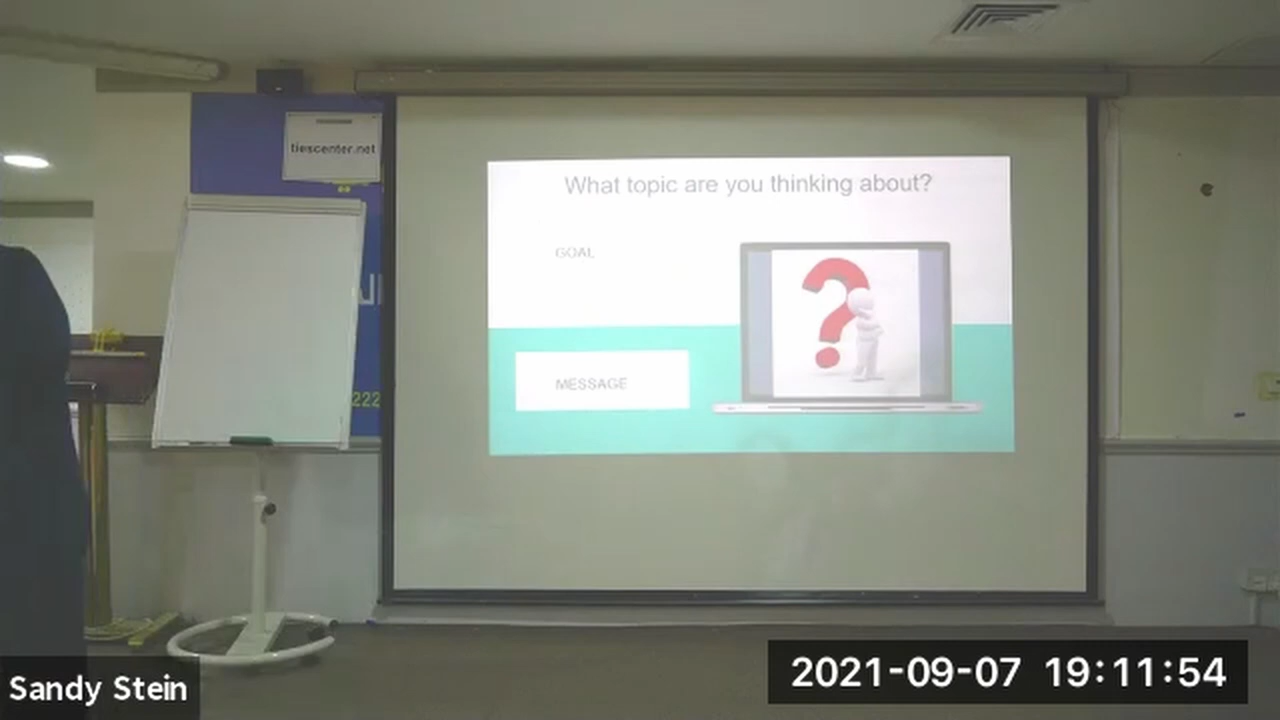 tiescenter.net
What topic are you thinking about?
GOAL
MESSAGE
222
Sandy Stein
2021-09-07 19:11:54